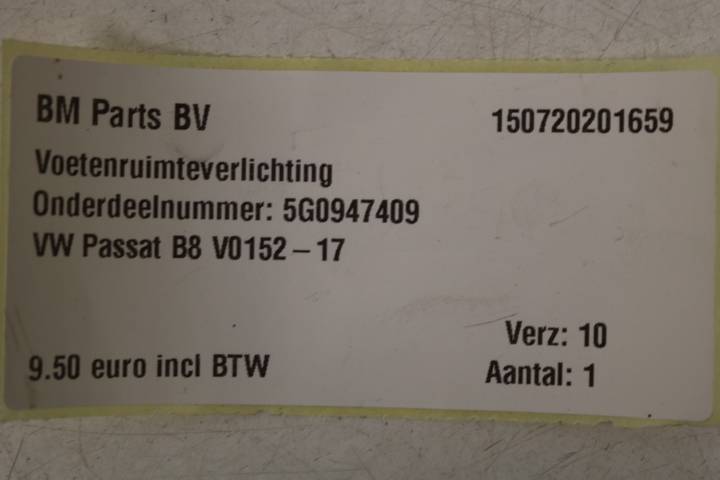 BM Parts BV
150720201659
Voetenruimteverlichting
Onderdeelnummer: 5G0947409
VW Passat B8 V0152 – 17
Verz: 10
9.50 euro incl BTW
Aantal: 1